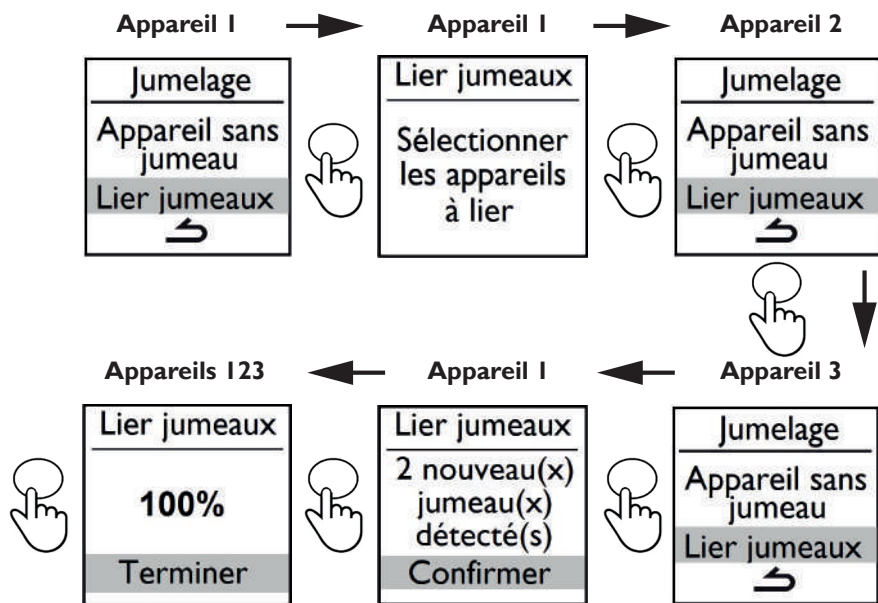 Appareil 1
Appareil 1
Appareil 2
Jumelage
Appareil sans
jumeau
Lier jumeaux
Lier jumeaux
Sélectionner
les appareils
à lier
Jumelage
Appareil sans
jumeau
Lier jumeaux
Appareil 3
Jumelage
Appareil sans
jumeau
Lier jumeaux
Appareil 1
Lier jumeaux
2 nouveau(x)
jumeau(x)
détecté(s)
Confirmer
Appareils 123
Lier jumeaux
100%
Terminer